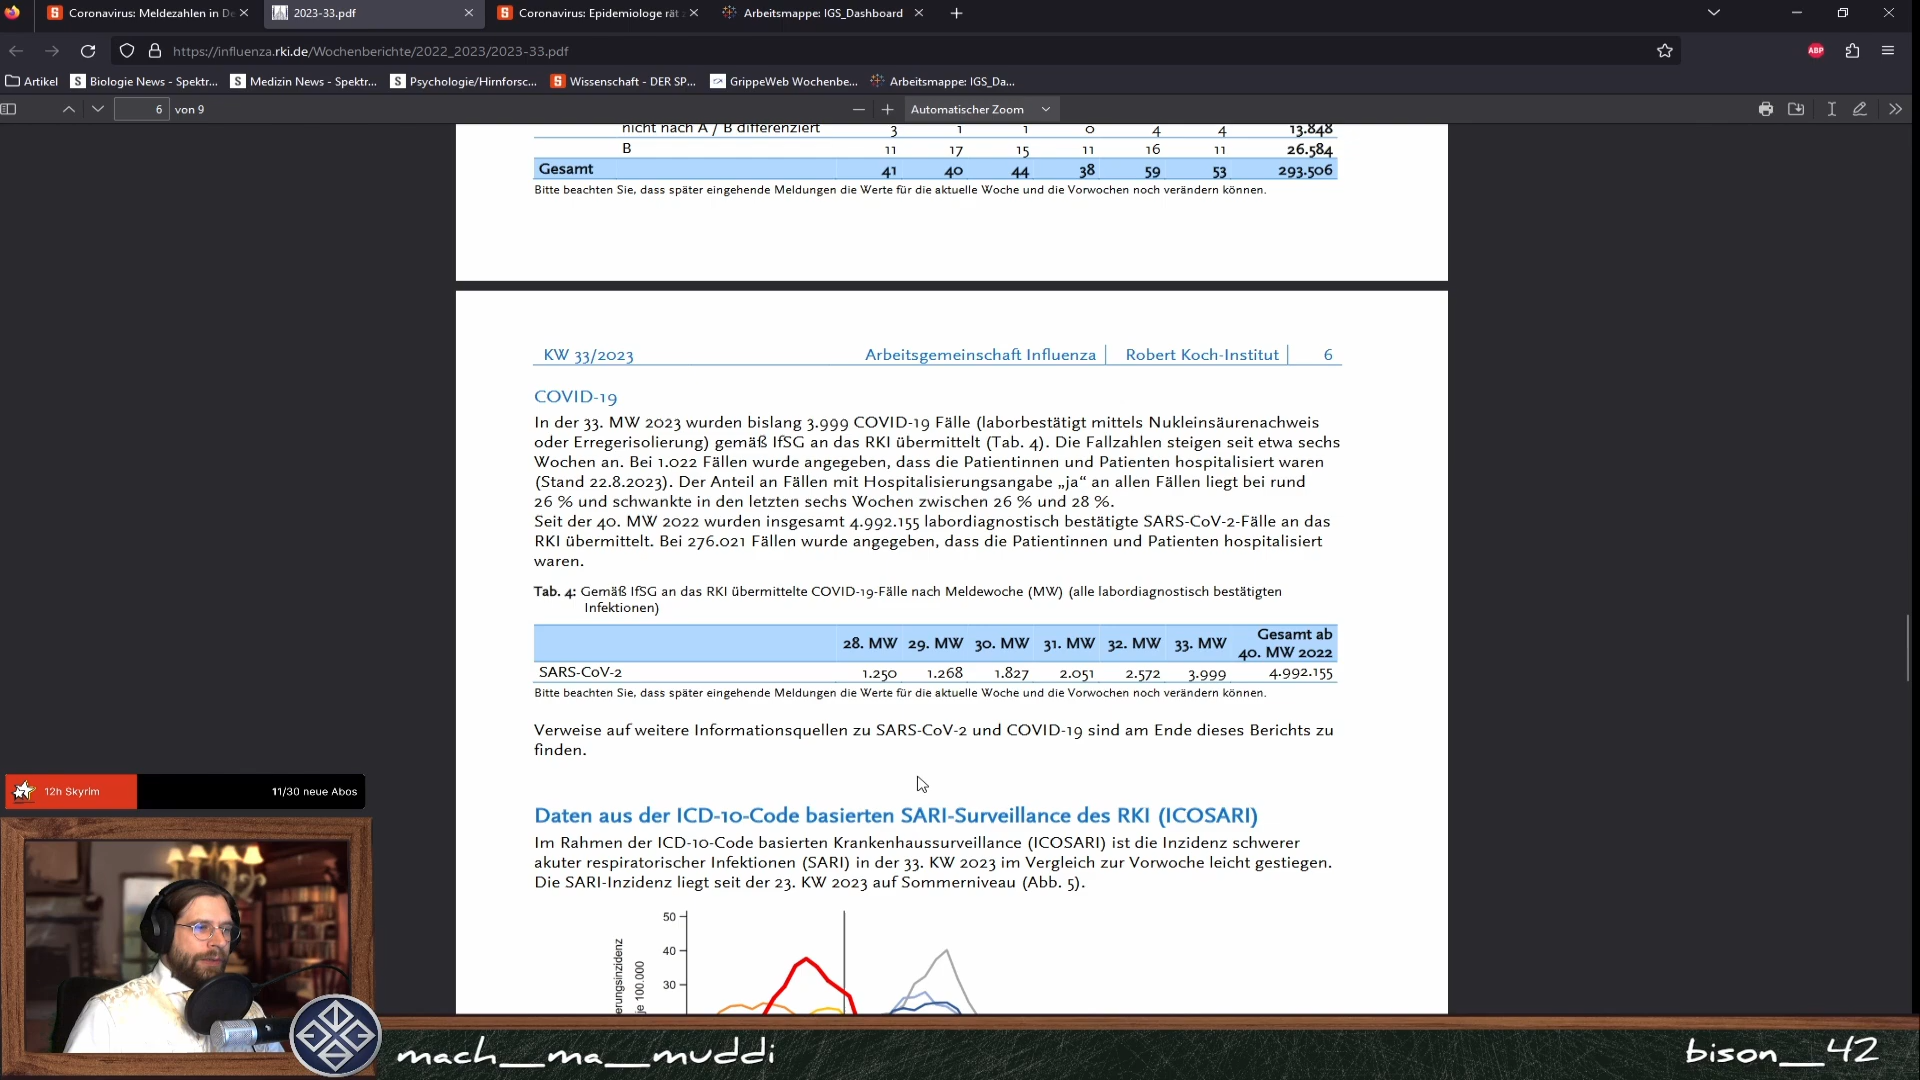 Coronavirus: Meldezahlen in De
2023-33.pdf
Coronavirus: Epidemiologe rät z
Arbeitsmappe: IGS_Dashboard
https://influenza.rki.de/Wochenberichte/2022_2023/2023-33.pdf
ABP
Artikel
Biologie News - Spektr...
Medizin News - Spektr...
Psychologie/Hirnforsc...
Wissenschaft - DER SP...
GrippeWeb Wochenbe...
Arbeitsmappe: IGS_Da...
6 von 9
Automatischer Zoom
nicht nach A / B differenziert 3 1 1 0 4 4 13.848
B 11 17 15 11 16 11 26.584
Gesamt 41 40 44 38 59 53 293.506
Bitte beachten Sie, dass später eingehende Meldungen die Werte für die aktuelle Woche und die Vorwochen noch verändern können.
KW 33/2023 Arbeitsgemeinschaft Influenza Robert Koch-Institut 6
COVID-19
In der 33. MW 2023 wurden bislang 3.999 COVID-19 Fälle (laborbestätigt mittels Nukleinsäurenachweis
oder Erregerisolierung) gemäß IfSG an das RKI übermittelt (Tab. 4). Die Fallzahlen steigen seit etwa sechs
Wochen an. Bei 1.022 Fällen wurde angegeben, dass die Patientinnen und Patienten hospitalisiert waren
(Stand 22.8.2023). Der Anteil an Fällen mit Hospitalisierungsangabe „ja“ an allen Fällen liegt bei rund
26 % und schwankte in den letzten sechs Wochen zwischen 26 % und 28 %.
Seit der 40. MW 2022 wurden insgesamt 4.992.155 labordiagnostisch bestätigte SARS-CoV-2-Fälle an das
RKI übermittelt. Bei 276.021 Fällen wurde angegeben, dass die Patientinnen und Patienten hospitalisiert
waren.
Tab. 4: Gemäß IfSG an das RKI übermittelte COVID-19-Fälle nach Meldewoche (MW) (alle labordiagnostisch bestätigten
Infektionen)
28. MW 29. MW 30. MW 31. MW 32. MW 33. MW Gesamt ab
40. MW 2022
SARS-CoV-2 1.250 1.268 1.827 2.051 2.572 3.999 4.992.155
Bitte beachten Sie, dass später eingehende Meldungen die Werte für die aktuelle Woche und die Vorwochen noch verändern können.
Verweise auf weitere Informationsquellen zu SARS-CoV-2 und COVID-19 sind am Ende dieses Berichts zu
finden.
Daten aus der ICD-10-Code basierten SARI-Surveillance des RKI (ICOSARI)
Im Rahmen der ICD-10-Code basierten Krankenhaussurveillance (ICOSARI) ist die Inzidenz schwerer
akuter respiratorischer Infektionen (SARI) in der 33. KW 2023 im Vergleich zur Vorwoche leicht gestiegen.
Die SARI-Inzidenz liegt seit der 23. KW 2023 auf Sommerniveau (Abb. 5).
50
40
30
erungsinzidenz
je 100.000
12h Skyrim 11/30 neue Abos
mach__ma__muddi
bison__42